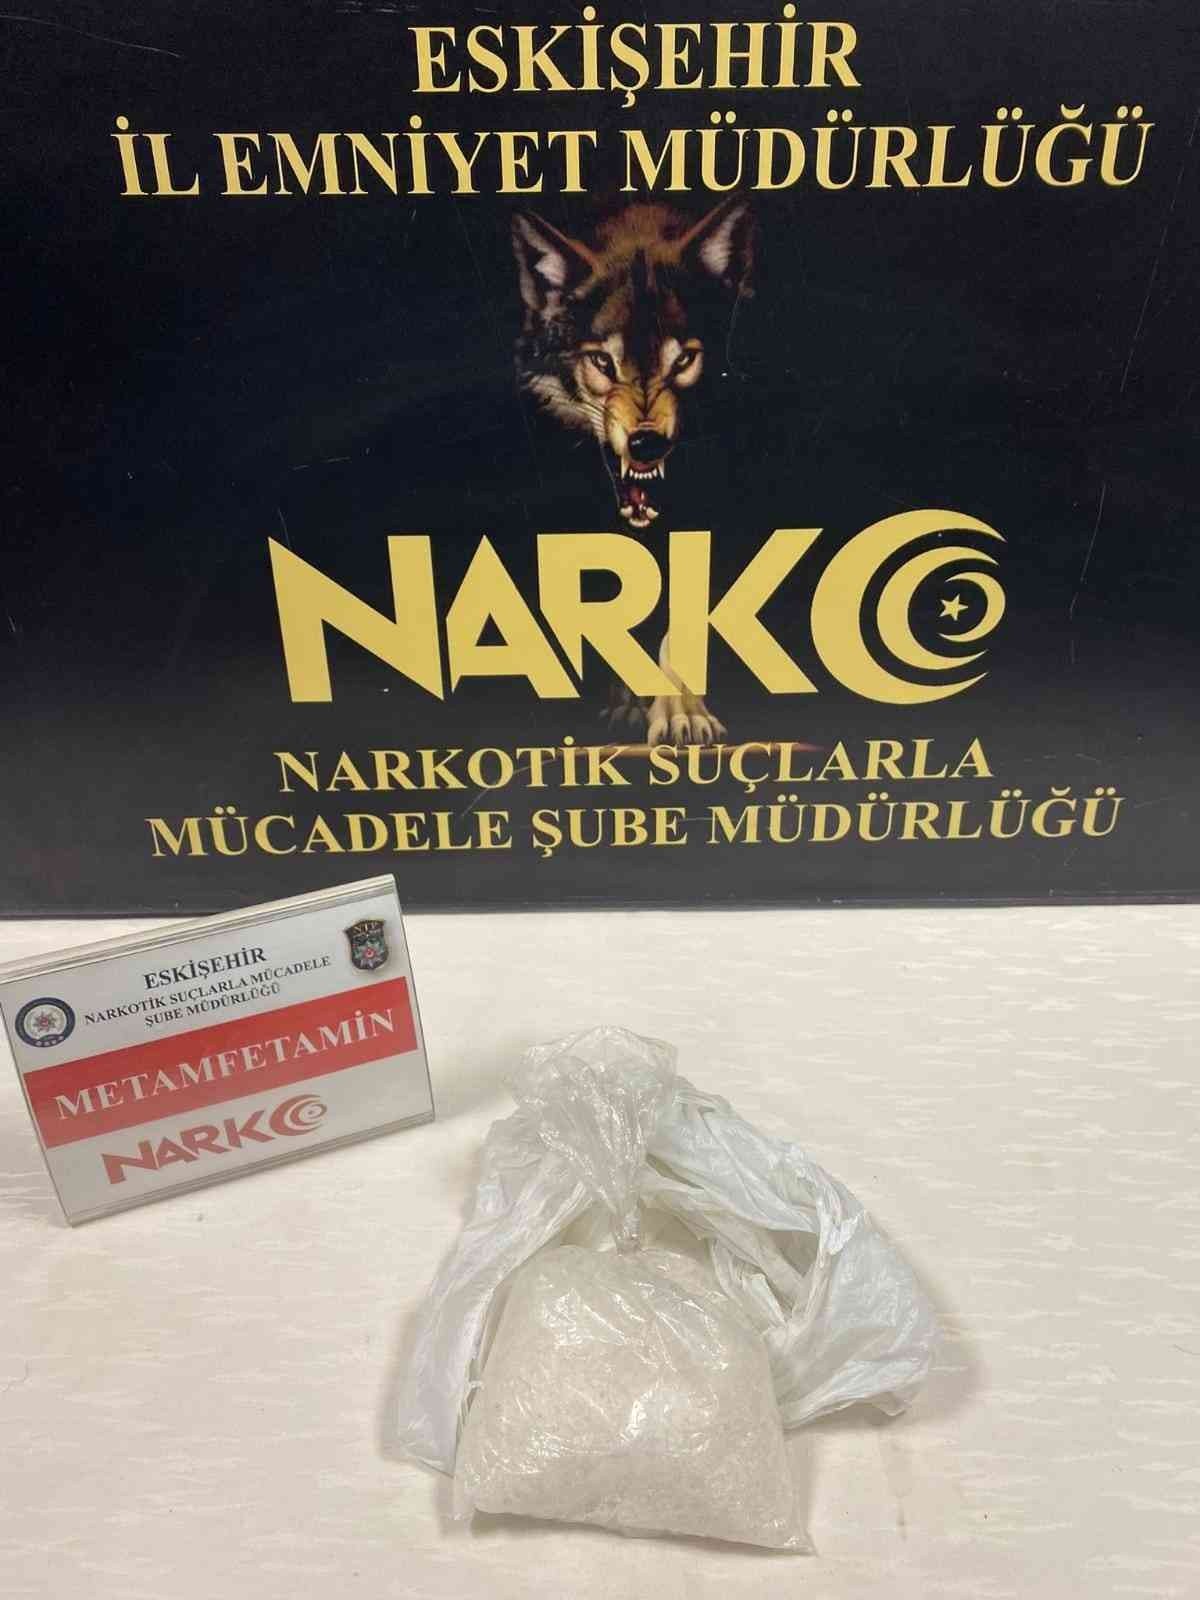 ESKİŞEHİR
İL EMNİYET MÜDÜRLÜĞÜ
NARKO
NARKOTİK SUÇLARLA
MÜCADELE ŞUBE MÜDÜRLÜĞÜ
NTP
ESKİŞEHİR
NARKOTİK SUÇLARLA MÜCADELE
ŞUBE MÜDÜRLÜĞÜ
METAMFETAMİN
NARKO